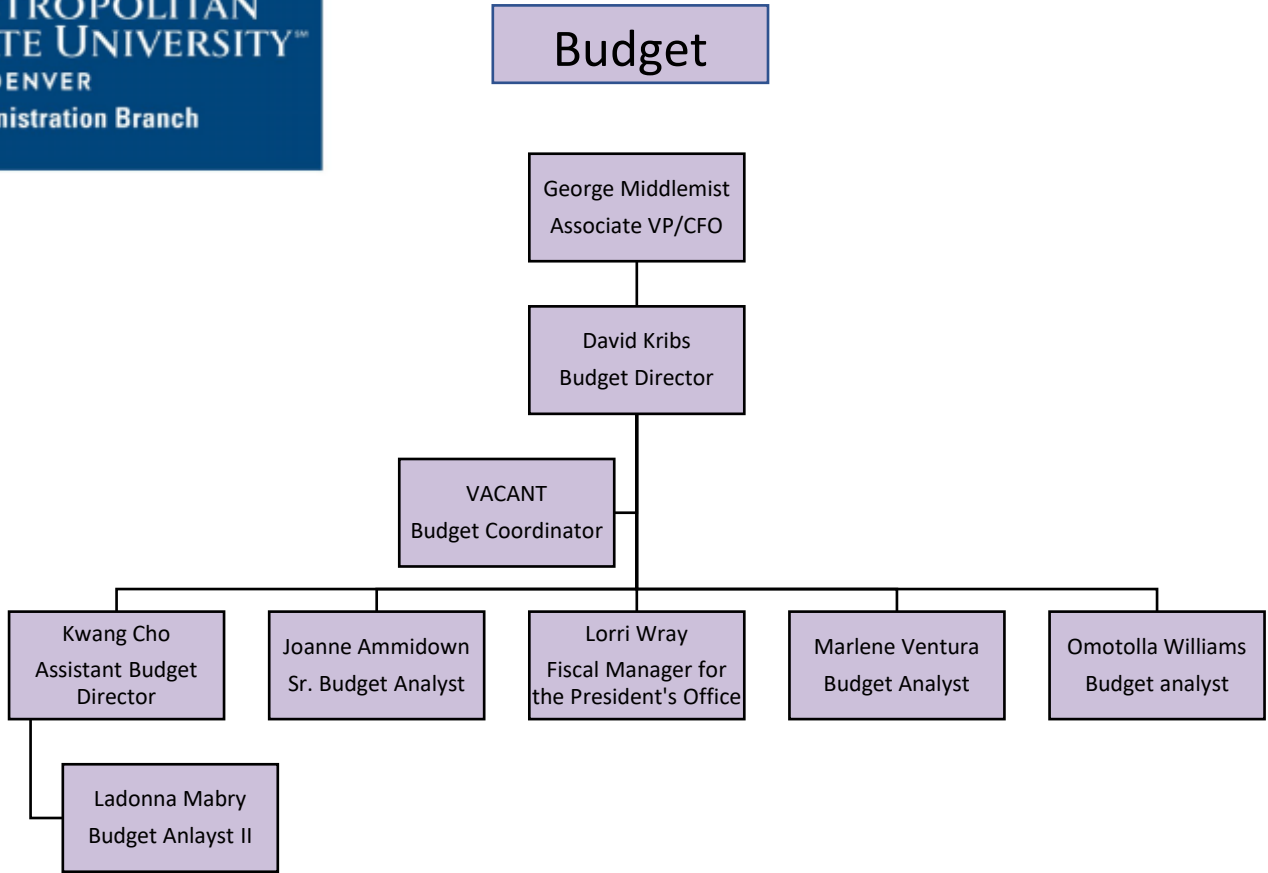 TROPOLITAN
TE UNIVERSITY℠
DENVER
nistration Branch
Budget
George Middlemist
Associate VP/CFO
David Kribs
Budget Director
VACANT
Budget Coordinator
Kwang Cho
Assistant Budget
Director
Joanne Ammidown
Sr. Budget Analyst
Lorri Wray
Fiscal Manager for
the President's Office
Marlene Ventura
Budget Analyst
Omotolla Williams
Budget analyst
Ladonna Mabry
Budget Anlayst II